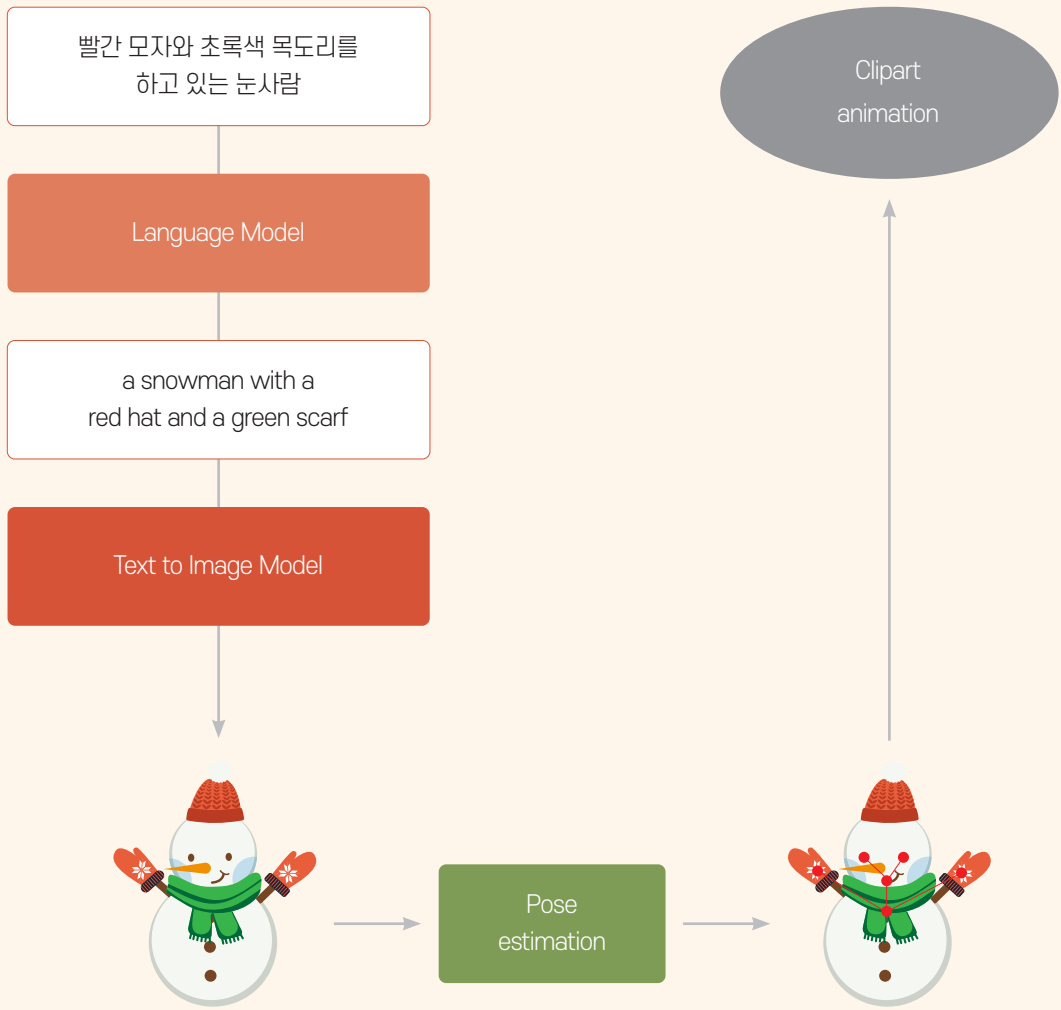 빨간 모자와 초록색 목도리를
하고 있는 눈사람
Language Model
a snowman with a
red hat and a green scarf
Text to Image Model
Pose
estimation
Clipart
animation